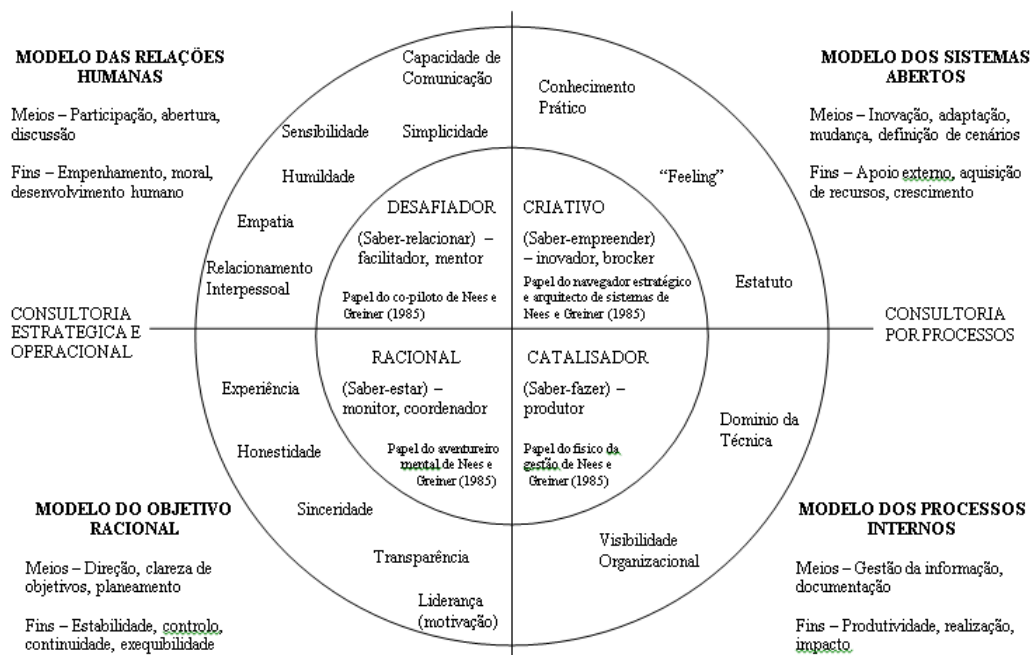 MODELO DAS RELAÇÕES
HUMANAS
Meios – Participação, abertura,
discussão
Fins – Empenhamento, moral,
desenvolvimento humano
Capacidade de
Comunicação
Sensibilidade
Simplicidade
Humildade
Empatia
Relacionamento
Interpessoal
Conhecimento
Prático
“Feeling”
Estatuto
MODELO DOS SISTEMAS
ABERTOS
Meios – Inovação, adaptação,
mudança, definição de cenários
Fins – Apoio externo, aquisição
de recursos, crescimento
DESAFIADOR
(Saber-relacionar) –
facilitador, mentor
Papel do co-piloto de Nees e
Greiner (1985)
CRIATIVO
(Saber-empreender)
– inovador, brocker
Papel do navegador estratégico
e arquitecto de sistemas de
Nees e Greiner (1985)
CONSULTORIA
ESTRATEGICA E
OPERACIONAL
CONSULTORIA
POR PROCESSOS
RACIONAL
(Saber-estar) –
monitor, coordenador
Papel do aventureiro
mental de Nees e
Greiner (1985)
CATALISADOR
(Saber-fazer) –
produtor
Papel do fisico da
gestão de Nees e
Greiner (1985)
Experiência
Honestidade
Sinceridade
Transparência
Liderança
(motivação)
Dominio da
Técnica
Visibilidade
Organizacional
MODELO DO OBJETIVO
RACIONAL
Meios – Direção, clareza de
objetivos, planeamento
Fins – Estabilidade, controlo,
continuidade, exequibilidade
MODELO DOS PROCESSOS
INTERNOS
Meios – Gestão da informação,
documentação
Fins – Produtividade, realização,
impacto